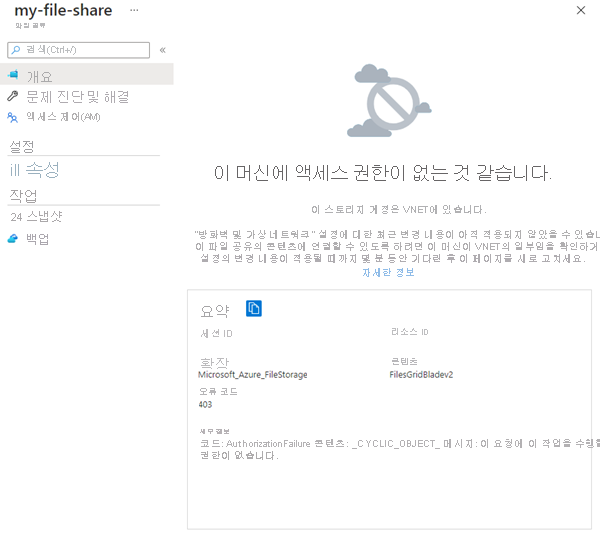 my-file-share ...
파일 공유
검색(Ctrl+/) «
개요
문제 진단 및 해결
액세스 제어(AM)
설정
ill 속성
작업
24 스냅샷
백업
이 머신에 액세스 권한이 없는 것 같습니다.
이 스토리지 계정은 VNET에 있습니다.
"방화벽 및 가상 네트워크" 설정에 대한 최근 변경 내용이 아직 적용되지 않았을 수 있습니
이 파일 공유의 콘텐츠에 연결할 수 있도록 하려면 이 머신이 VNET의 일부임을 확인하거
설정의 변경 내용이 적용될 때까지 몇 분 동안 기다린 후 이 페이지를 새로 고치세요.
자세한 정보
요약
세션 ID 리소스 ID
확장 콘텐츠
Microsoft_Azure_FileStorage FilesGridBladev2
오류 코드
403
세부 정보
코드: AuthorizationFailure 콘텐츠: _CYCLIC_OBJECT_ 메시지: 이 요청에 이 작업을 수행할
권한이 없습니다.